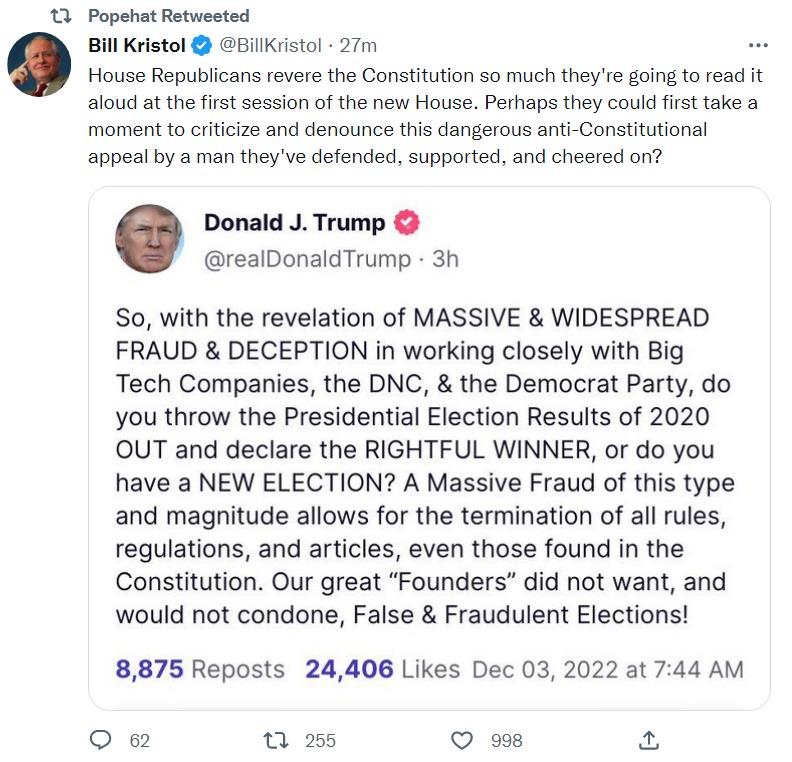 Popehat Retweeted
Bill Kristol @BillKristol · 27m
House Republicans revere the Constitution so much they're going to read it
aloud at the first session of the new House. Perhaps they could first take a
moment to criticize and denounce this dangerous anti-Constitutional
appeal by a man they've defended, supported, and cheered on?
Donald J. Trump
@realDonaldTrump · 3h
So, with the revelation of MASSIVE & WIDESPREAD
FRAUD & DECEPTION in working closely with Big
Tech Companies, the DNC, & the Democrat Party, do
you throw the Presidential Election Results of 2020
OUT and declare the RIGHTFUL WINNER, or do you
have a NEW ELECTION? A Massive Fraud of this type
and magnitude allows for the termination of all rules,
regulations, and articles, even those found in the
Constitution. Our great “Founders” did not want, and
would not condone, False & Fraudulent Elections!
8,875 Reposts 24,406 Likes Dec 03, 2022 at 7:44 AM
62 255 998